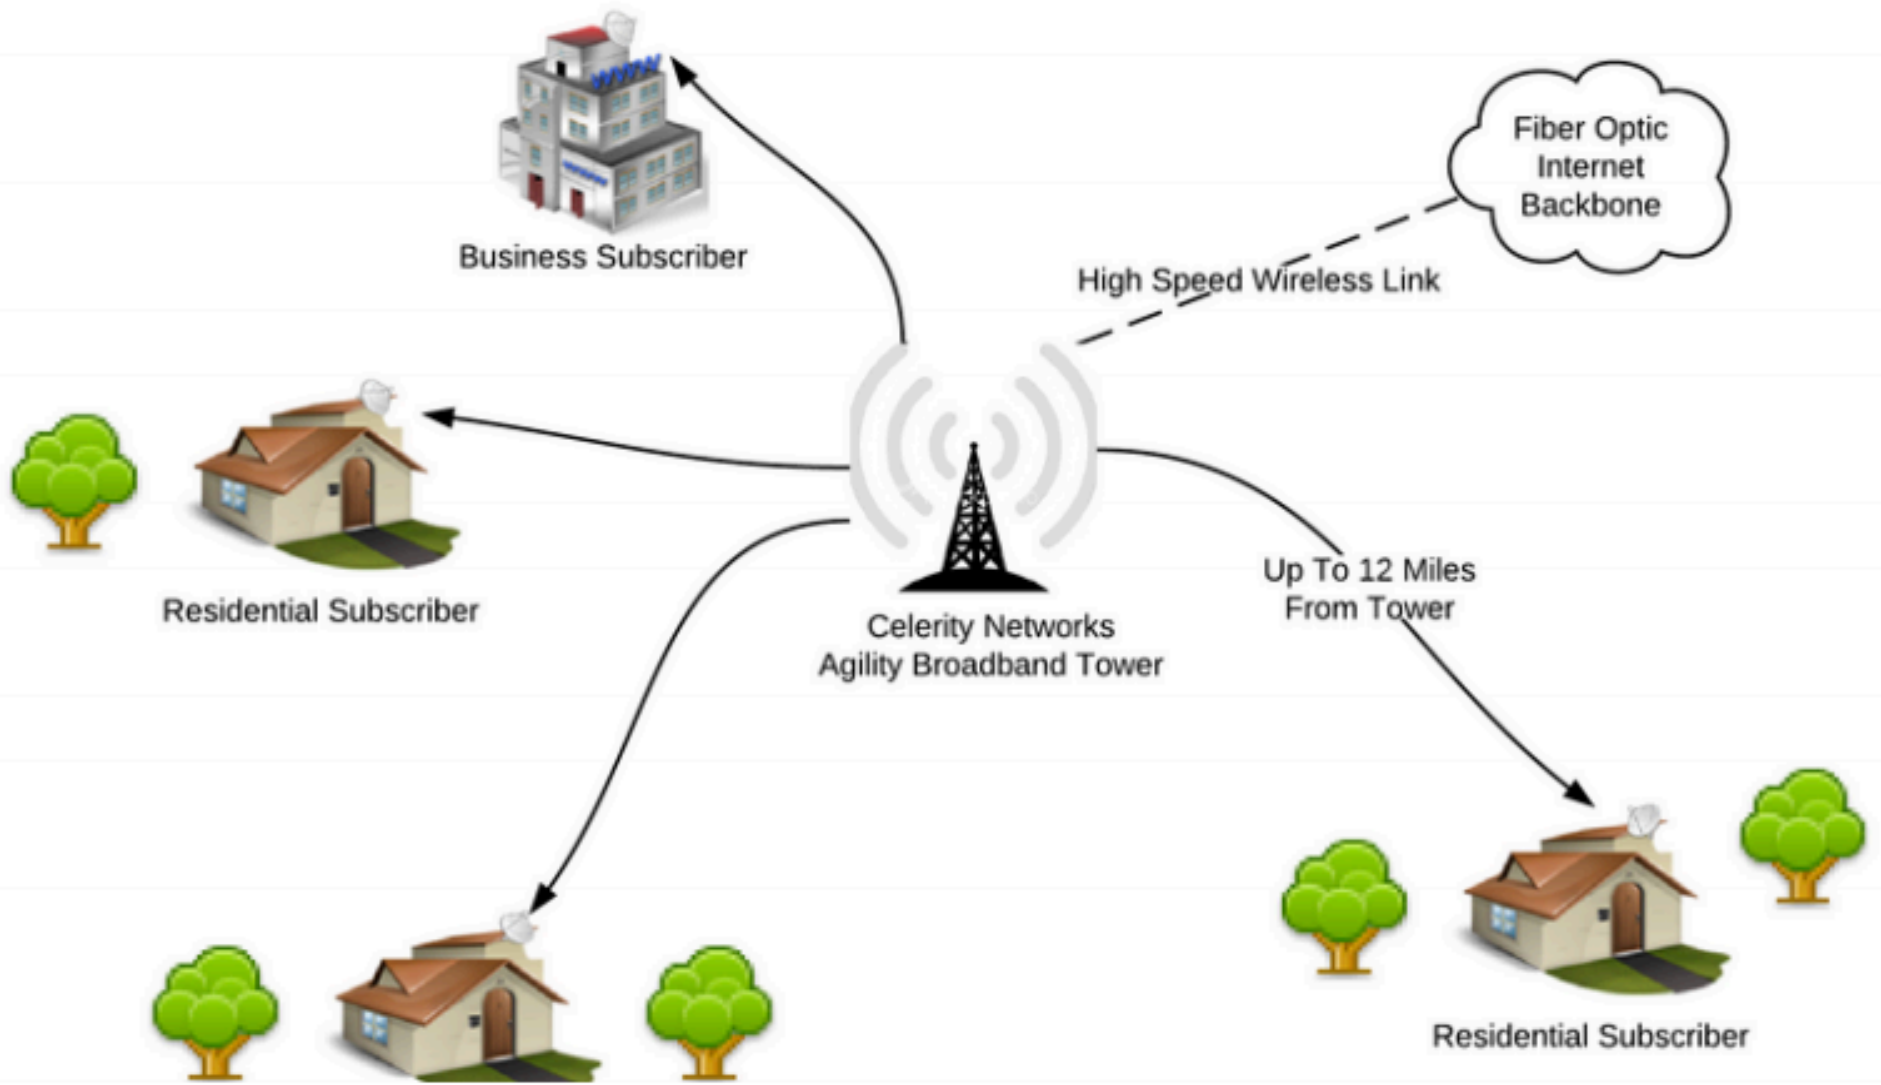 WWW
Fiber Optic
Internet
Backbone
Business Subscriber
High Speed Wireless Link
Residential Subscriber
Up To 12 Miles
From Tower
Celerity Networks
Agility Broadband Tower
Residential Subscriber